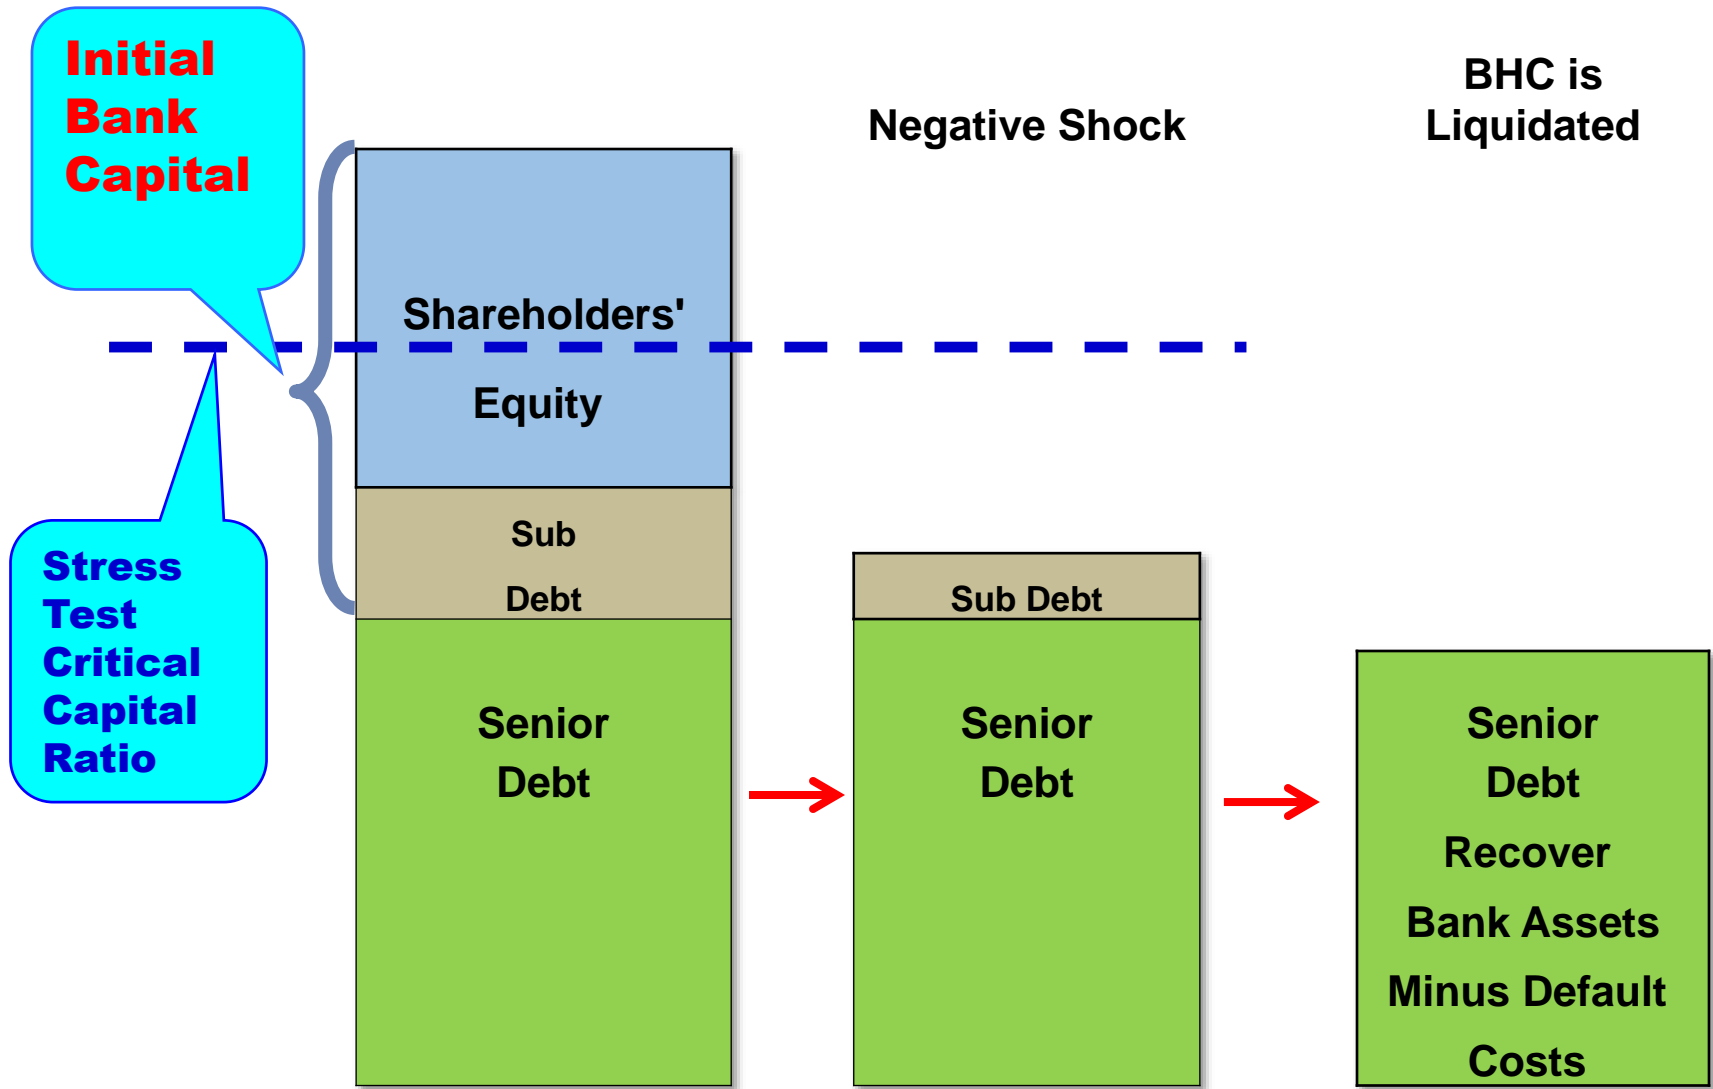 Initial
Bank
Capital
Negative Shock
BHC is
Liquidated
Shareholders'
Equity
Sub
Debt
Senior
Debt
Stress
Test
Critical
Capital
Ratio
Sub Debt
Senior
Debt
Senior
Debt
Recover
Bank Assets
Minus Default
Costs